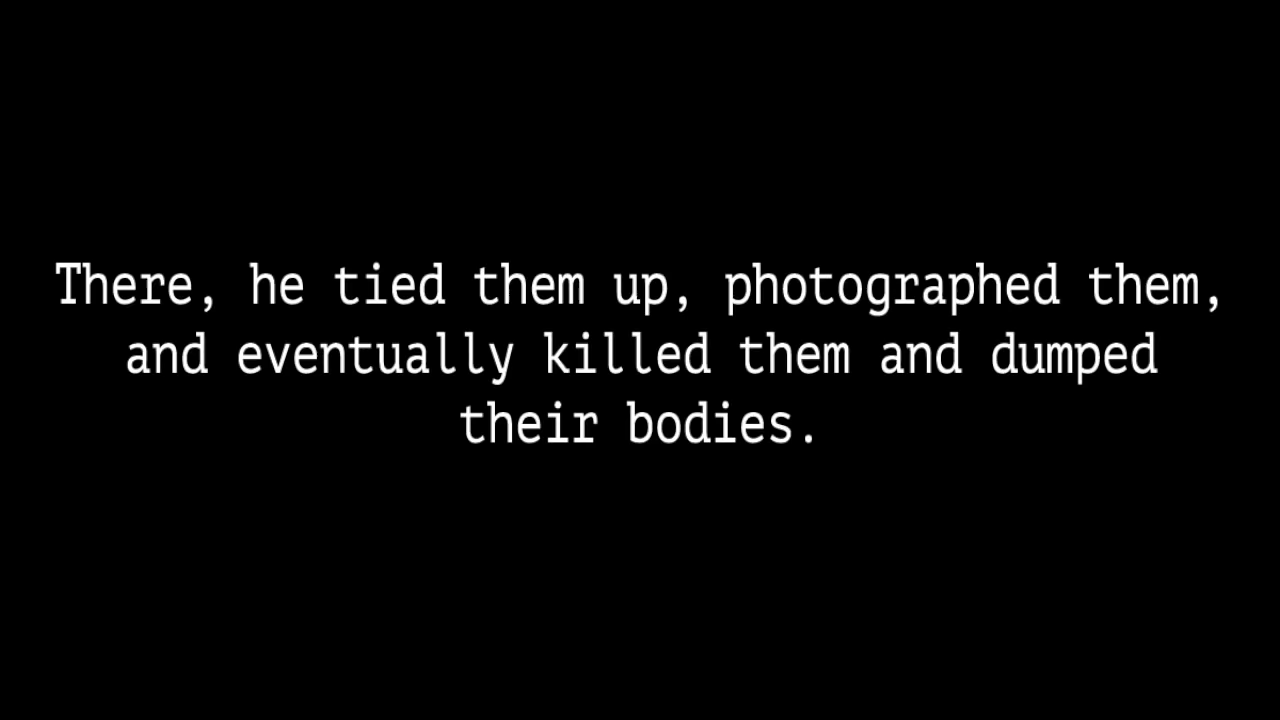 There, he tied them up, photographed them,
and eventually killed them and dumped
their bodies.